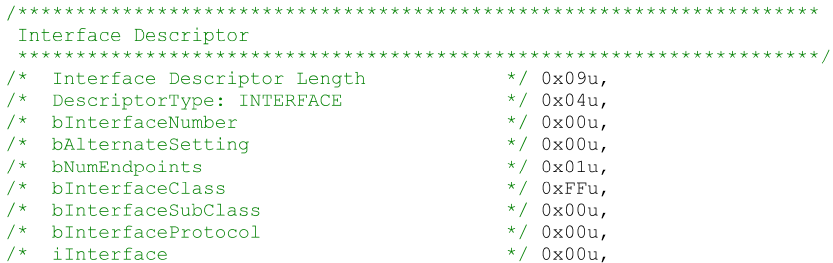 /*********************************************************************
 Interface Descriptor
 *********************************************************************/
/*  Interface Descriptor Length            */ 0x09u,
/*  DescriptorType: INTERFACE              */ 0x04u,
/*  bInterfaceNumber                       */ 0x00u,
/*  bAlternateSetting                      */ 0x00u,
/*  bNumEndpoints                          */ 0x01u,
/*  bInterfaceClass                        */ 0xFFu,
/*  bInterfaceSubClass                     */ 0x00u,
/*  bInterfaceProtocol                     */ 0x00u,
/*  iInterface                             */ 0x00u,